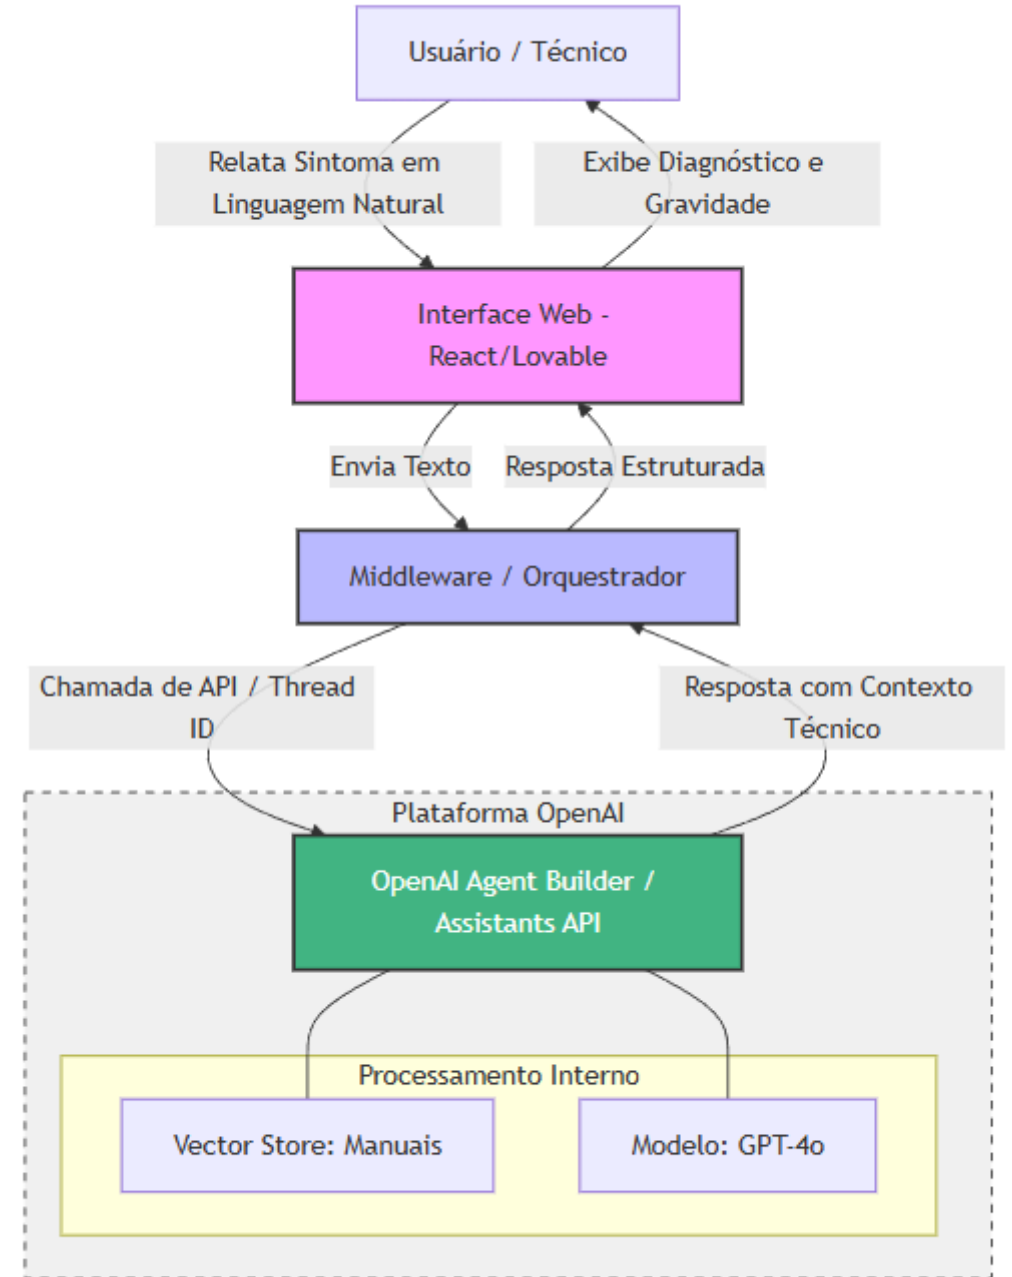 Usuário / Técnico
Relata Sintoma em
Linguagem Natural
Exibe Diagnóstico e
Gravidade
Interface Web -
React/Lovable
Envia Texto
Resposta Estruturada
Middleware / Orquestrador
Chamada de API / Thread
ID
Resposta com Contexto
Técnico
Plataforma OpenAI
OpenAI Agent Builder /
Assistants API
Processamento Interno
Vector Store: Manuais
Modelo: GPT-4o